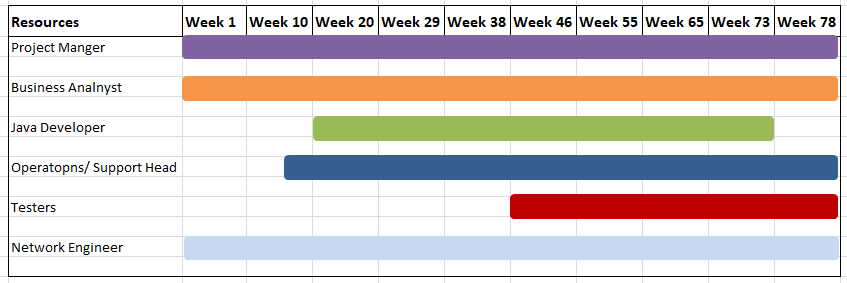 Resources Week 1 Week 10 Week 20 Week 29 Week 38 Week 46 Week 55 Week 65 Week 73 Week 78
Project Manger
Business Analnyst
Java Developer
Operatopns/ Support Head
Testers
Network Engineer